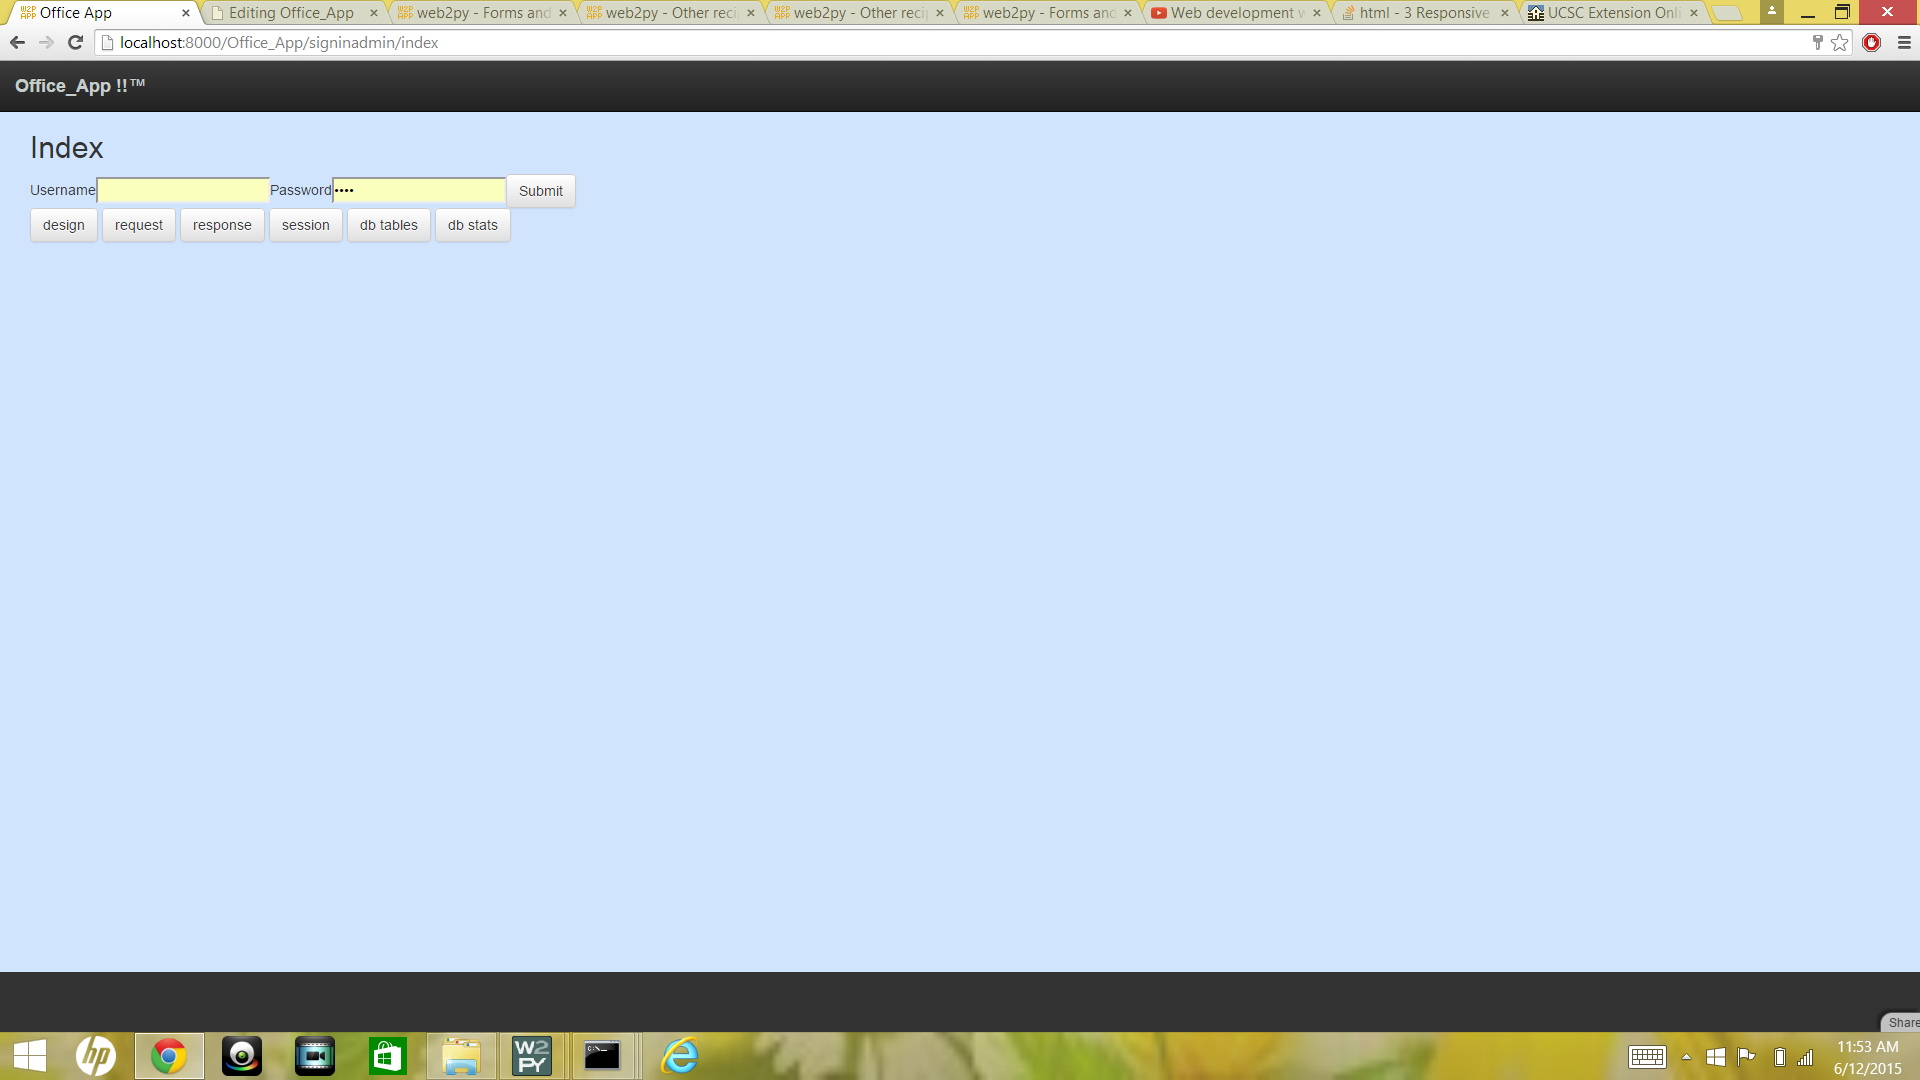 Office App
Editing Office_App
web2py - Forms and
web2py - Other reci
web2py - Other reci
web2py - Forms and
Web development w
html - 3 Responsive
UCSC Extension Onli
localhost:8000/Office_App/signinadmin/index
Office_App !!™
Index
Username Password •••• Submit
design request response session db tables db stats
Share
hp W2PY C:\>_ 11:53 AM
6/12/2015